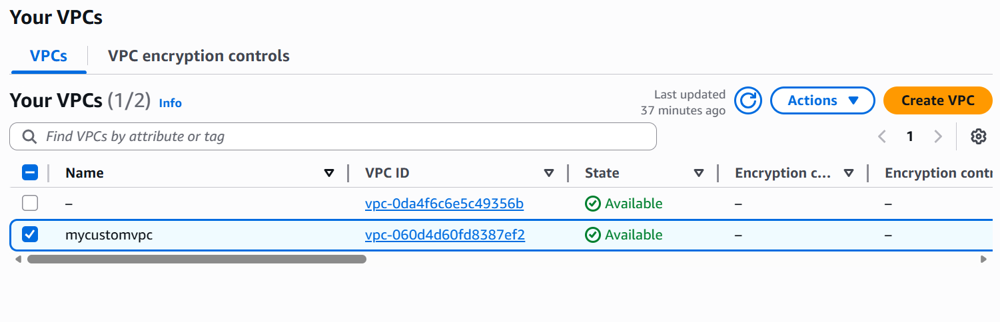 Your VPCs
VPCs
VPC encryption controls
Your VPCs (1/2) Info
Last updated
37 minutes ago
Actions
Create VPC
Find VPCs by attribute or tag
1
Name VPC ID State Encryption c... Encryption contr
– vpc-0da4f6c6e5c49356b Available – –
mycustomvpc vpc-060d4d60fd8387ef2 Available – –